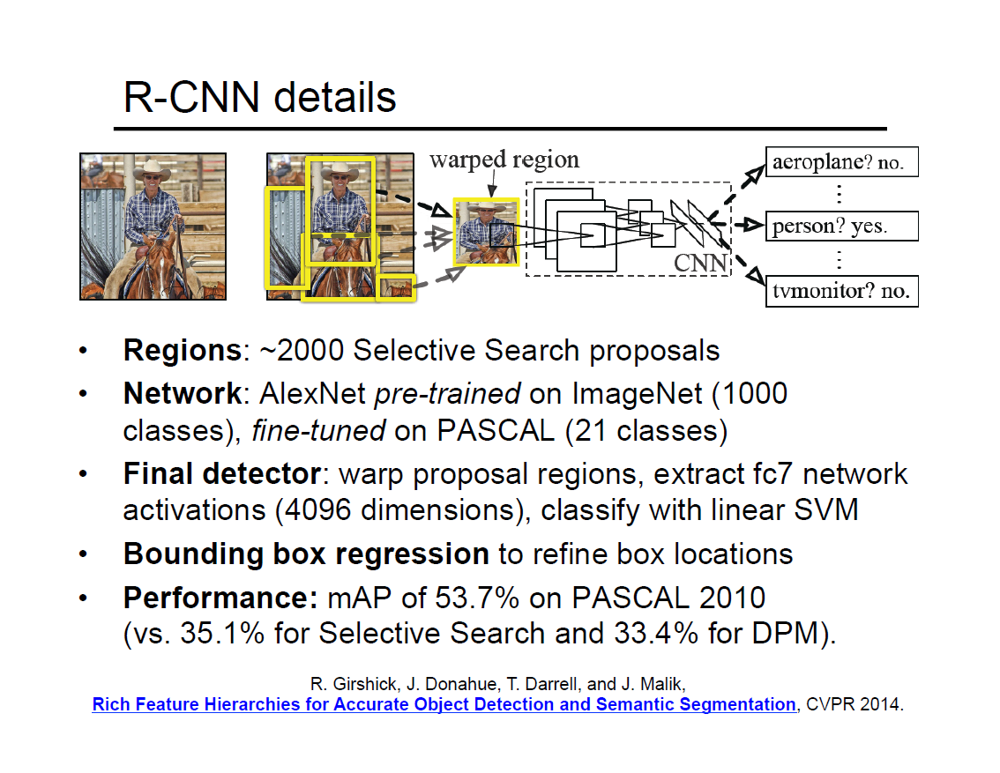 R-CNN details
warped region
aeroplane? no.
person? yes.
CNN
tvmonitor? no.
• Regions: ~2000 Selective Search proposals
• Network: AlexNet pre-trained on ImageNet (1000
classes), fine-tuned on PASCAL (21 classes)
• Final detector: warp proposal regions, extract fc7 network
activations (4096 dimensions), classify with linear SVM
• Bounding box regression to refine box locations
• Performance: mAP of 53.7% on PASCAL 2010
(vs. 35.1% for Selective Search and 33.4% for DPM).
R. Girshick, J. Donahue, T. Darrell, and J. Malik,
Rich Feature Hierarchies for Accurate Object Detection and Semantic Segmentation, CVPR 2014.